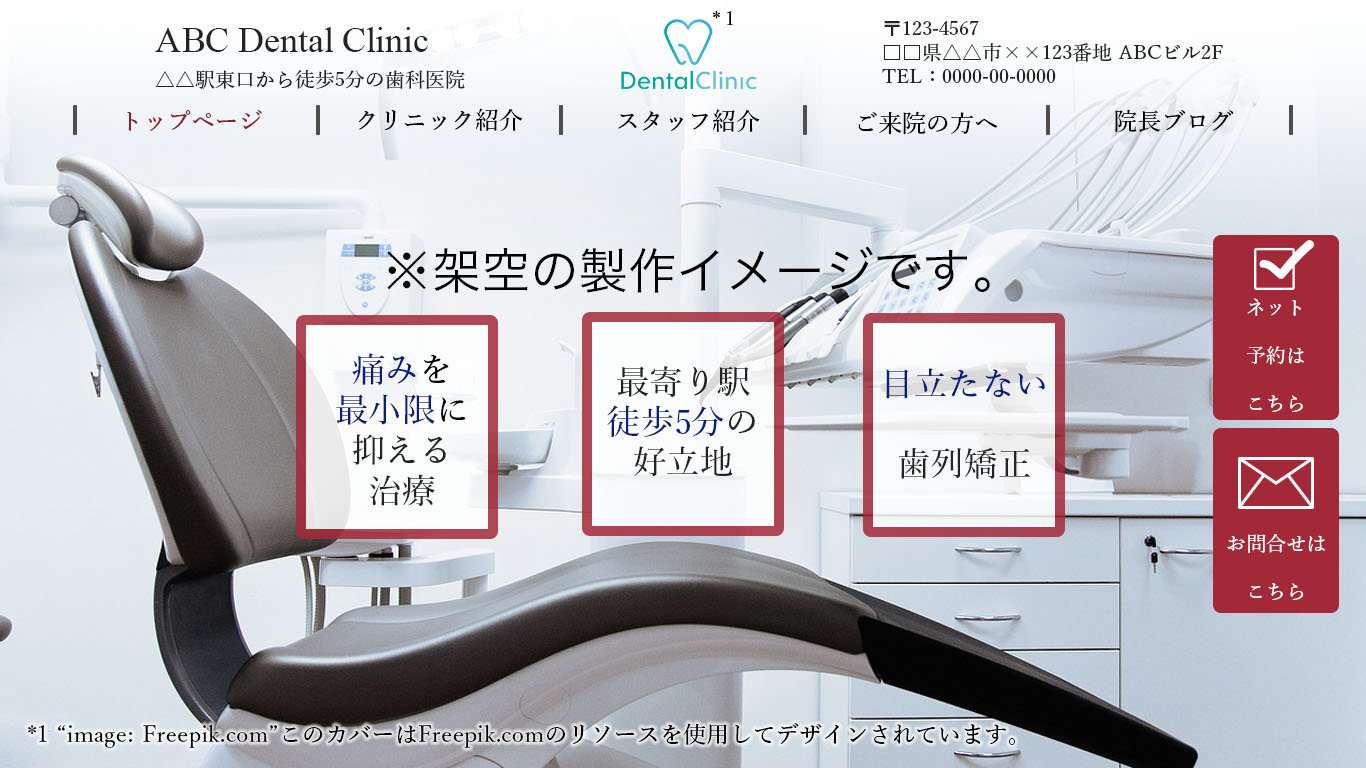 ABC Dental Clinic
△△駅東口から徒歩5分の歯科医院
*1
DentalClinic
〒123-4567
□□県△△市××123番地 ABCビル2F
TEL：0000-00-0000
トップページ
クリニック紹介
スタッフ紹介
ご来院の方へ
院長ブログ
※架空の製作イメージです。
痛みを
最小限に
抑える
治療
最寄り駅
徒歩5分の
好立地
目立たない
歯列矯正
ネット
予約は
こちら
お問合せは
こちら
*1 “image: Freepik.com”このカバーはFreepik.comのリソースを使用してデザインされています。